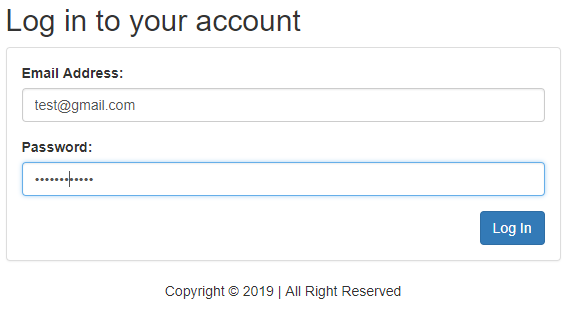 Log in to your account
Email Address:
test@gmail.com
Password:
••••••••••••
Log In
Copyright © 2019 | All Right Reserved